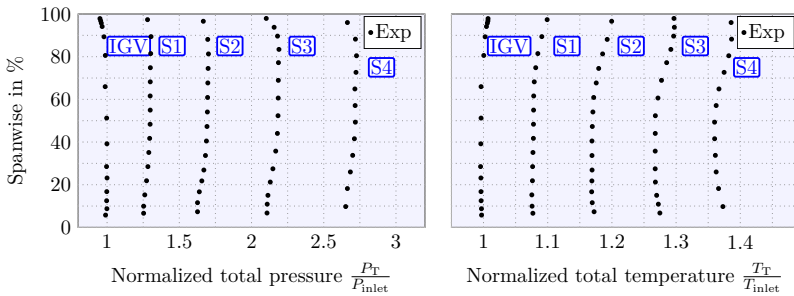 100
80
60
40
20
0
Spanwise in %
IGV
S1
S2
S3
S4
Exp
1
1.5
2
2.5
3
Normalized total pressure P_T/P_inlet
IGV
S1
S2
S3
S4
Exp
1
1.1
1.2
1.3
1.4
Normalized total temperature T_T/T_inlet